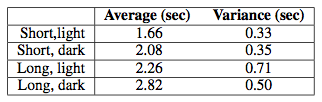 Average (sec) Variance (sec)
Short,light 1.66 0.33
Short, dark 2.08 0.35
Long, light 2.26 0.71
Long, dark 2.82 0.50